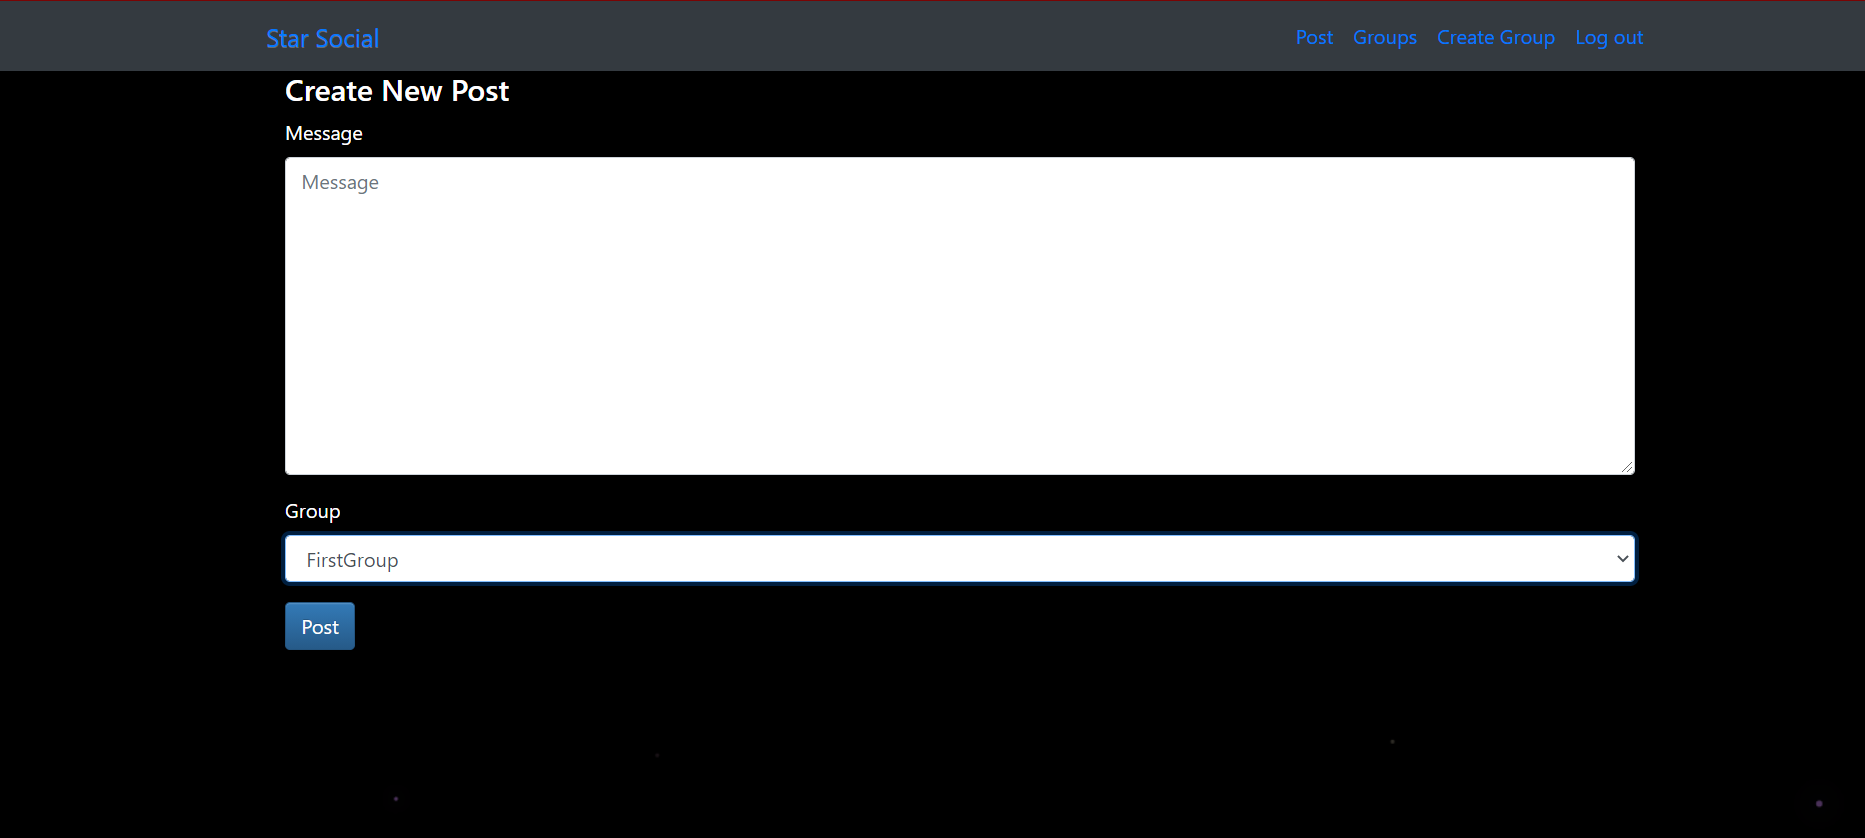 Star Social Post Groups Create Group Log out
Create New Post
Message
Message
Group
FirstGroup
Post